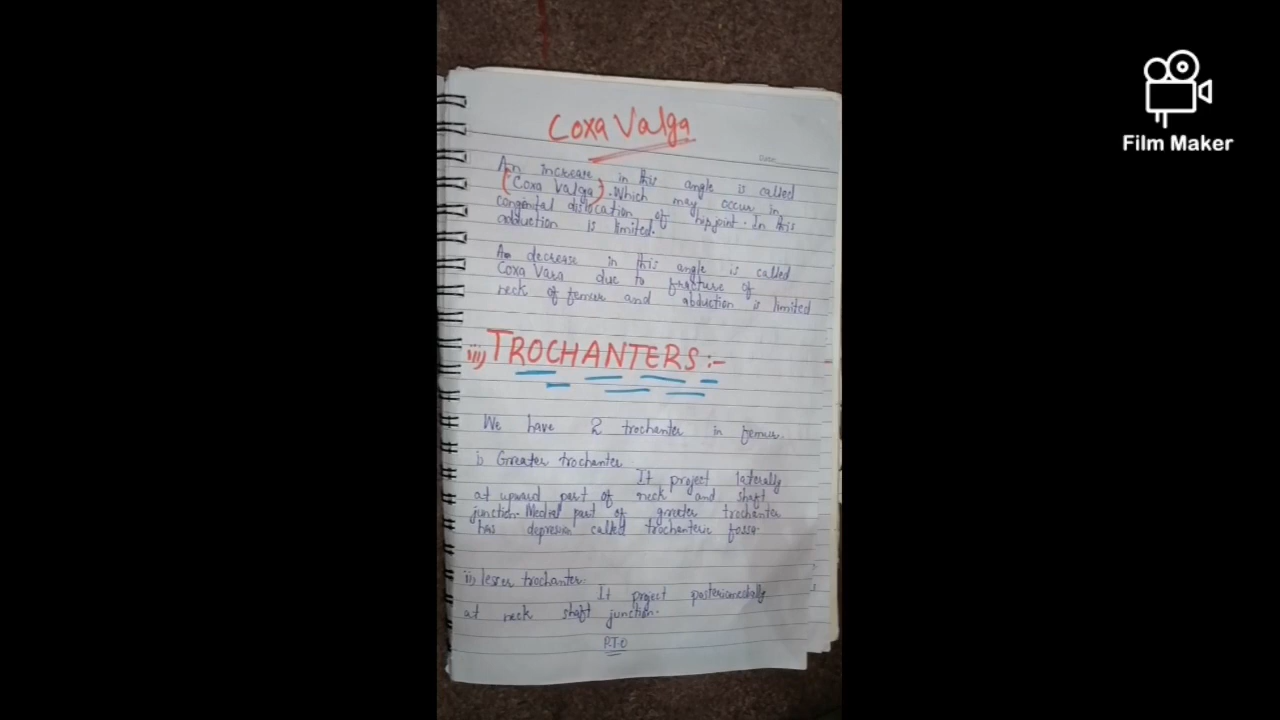 Coxa Valga
Date:
An increase in this angle is called
(Coxa Valga). Which may occur in
congenital dislocation of hip joint. In this
abduction is limited.
A decrease in this angle is called
Coxa Vara due to fracture of
neck of femur and abduction is limited
iii) TROCHANTERS :-
We have 2 trochanter in femur.
i) Greater trochanter
It project laterally
at upward part of neck and shaft
junction. Medial part of greater trochanter
has depresion called trochanteric fossa.
ii) lesser trochanter.
It project posteriomedially
at neck shaft junction.
P.T.O
Film Maker